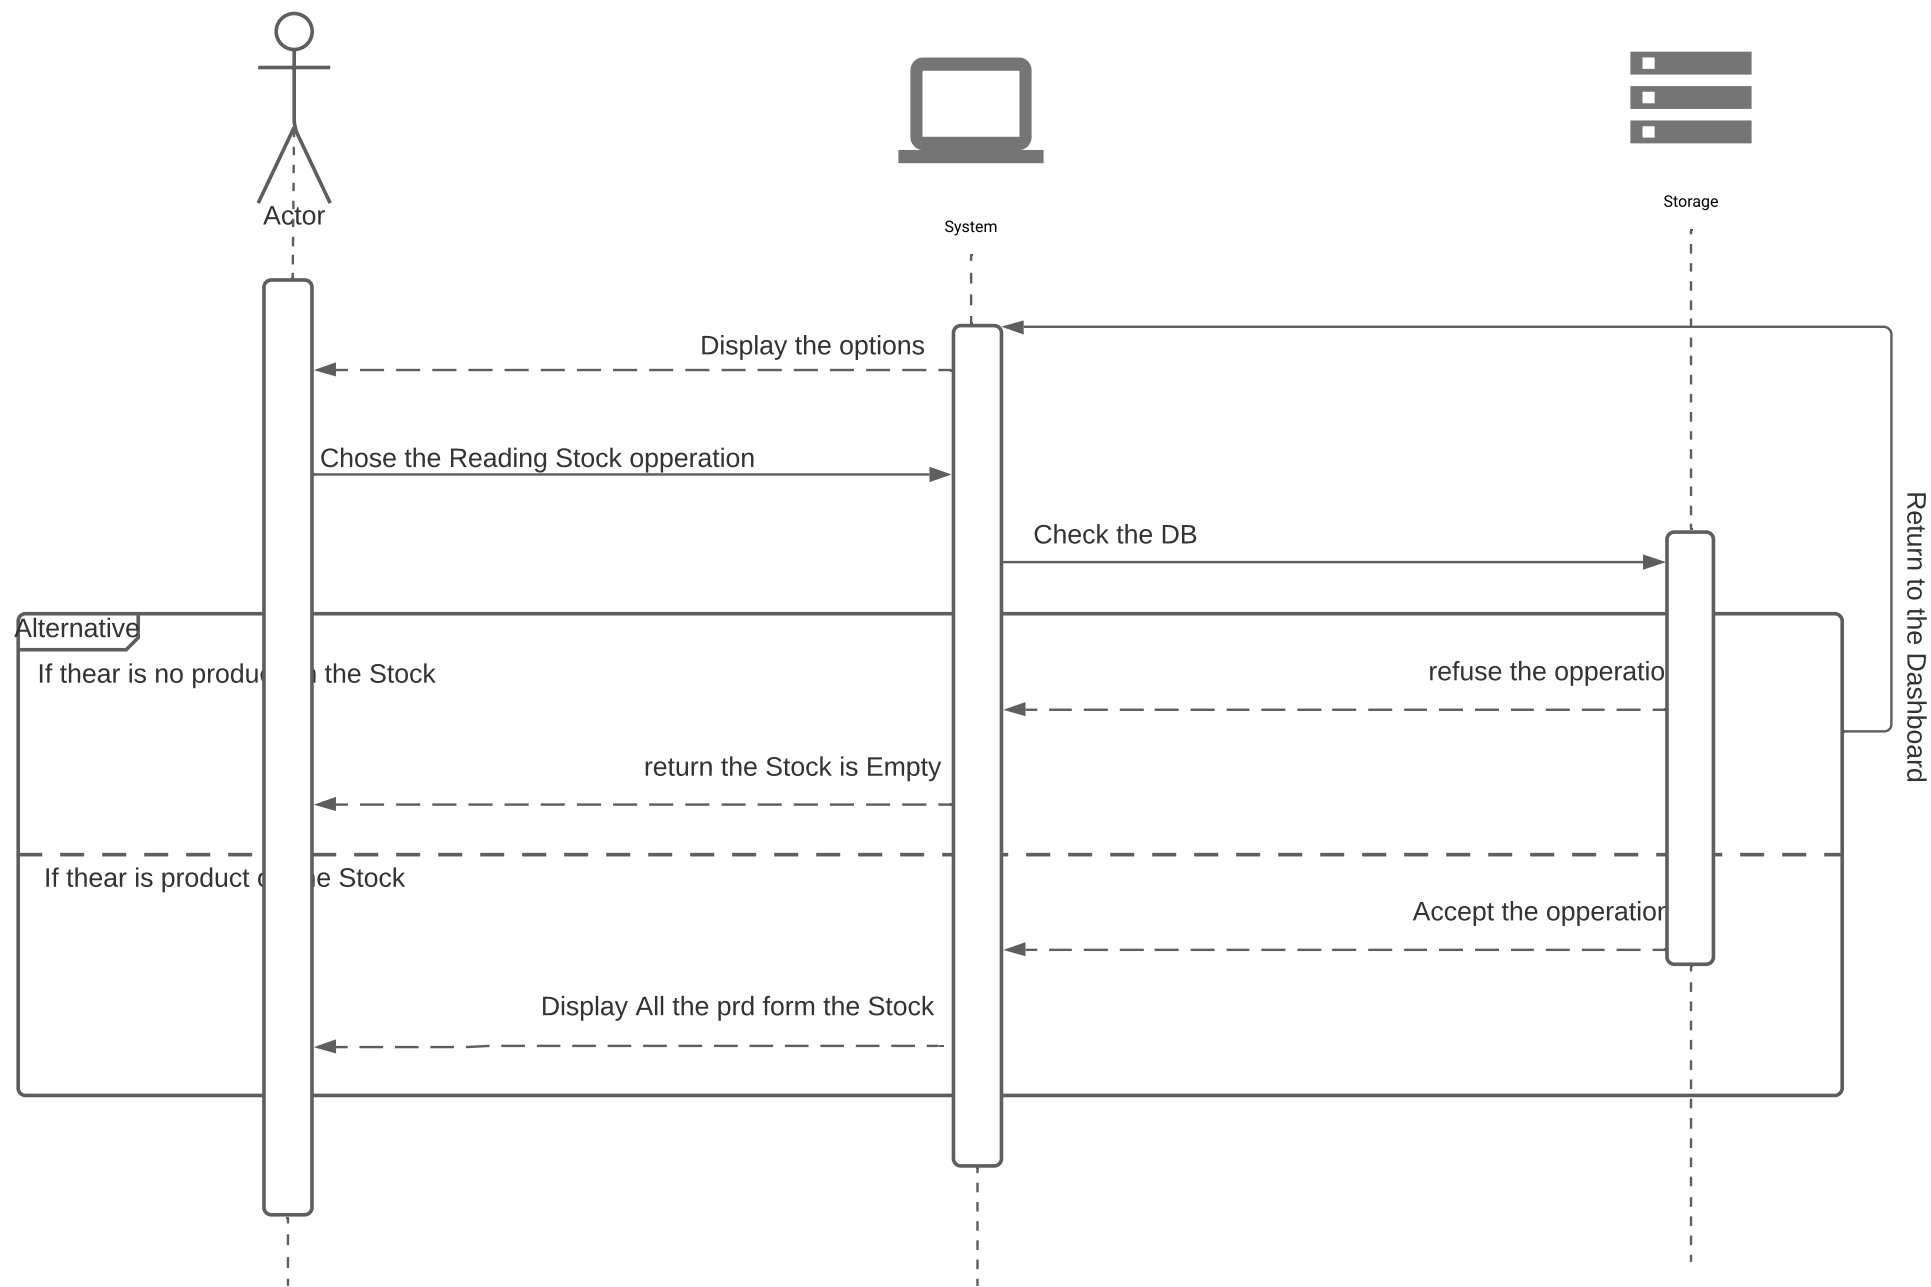 Actor
System
Storage
Display the options
Chose the Reading Stock opperation
Check the DB
Return to the Dashboard
Alternative
If thear is no the Stock
refuse the opperatio
return the Stock is Empty
If thear is product Stock
Accept the opperation
Display All the prd form the Stock